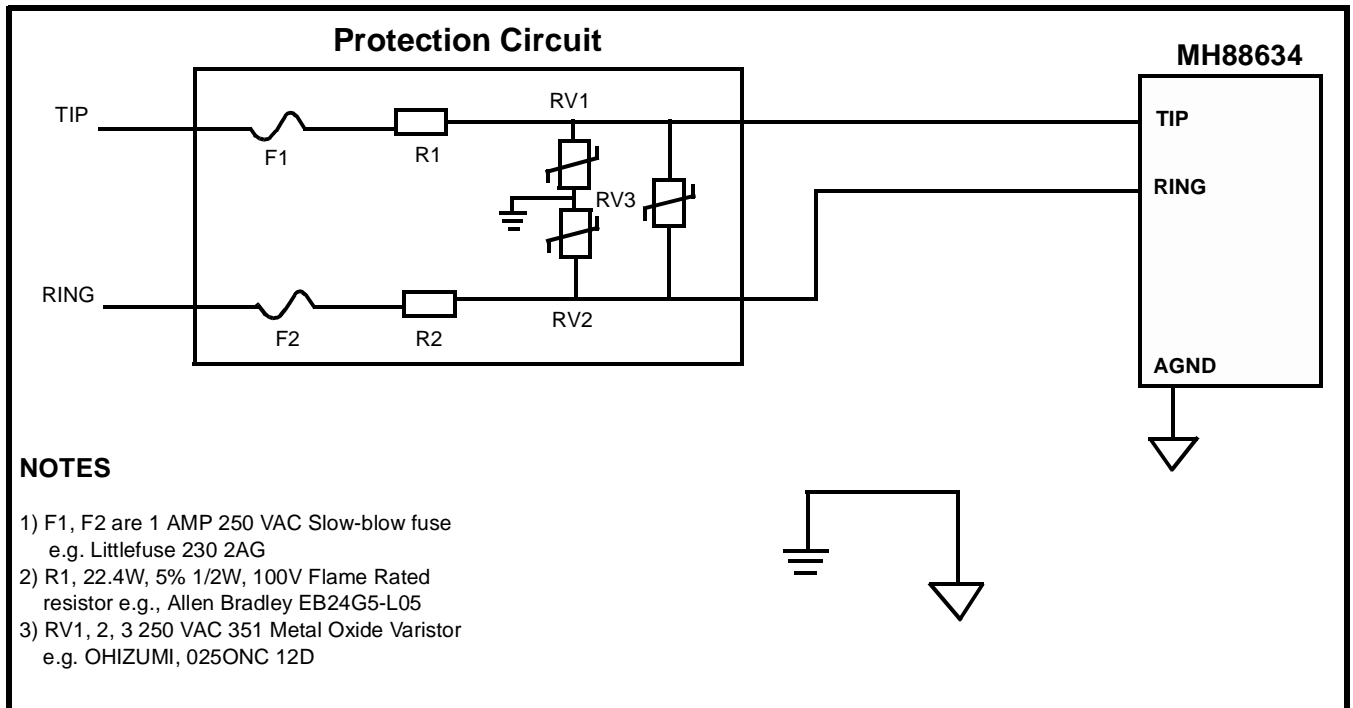 Protection Circuit
MH88634
TIP
F1
R1
RV1
RV3
TIP
RING
RING
F2
R2
RV2
AGND
NOTES
1) F1, F2 are 1 AMP 250 VAC Slow-blow fuse
e.g. Littlefuse 230 2AG
2) R1, 22.4W, 5% 1/2W, 100V Flame Rated
resistor e.g., Allen Bradley EB24G5-L05
3) RV1, 2, 3 250 VAC 351 Metal Oxide Varistor
e.g. OHIZUMI, 025ONC 12D